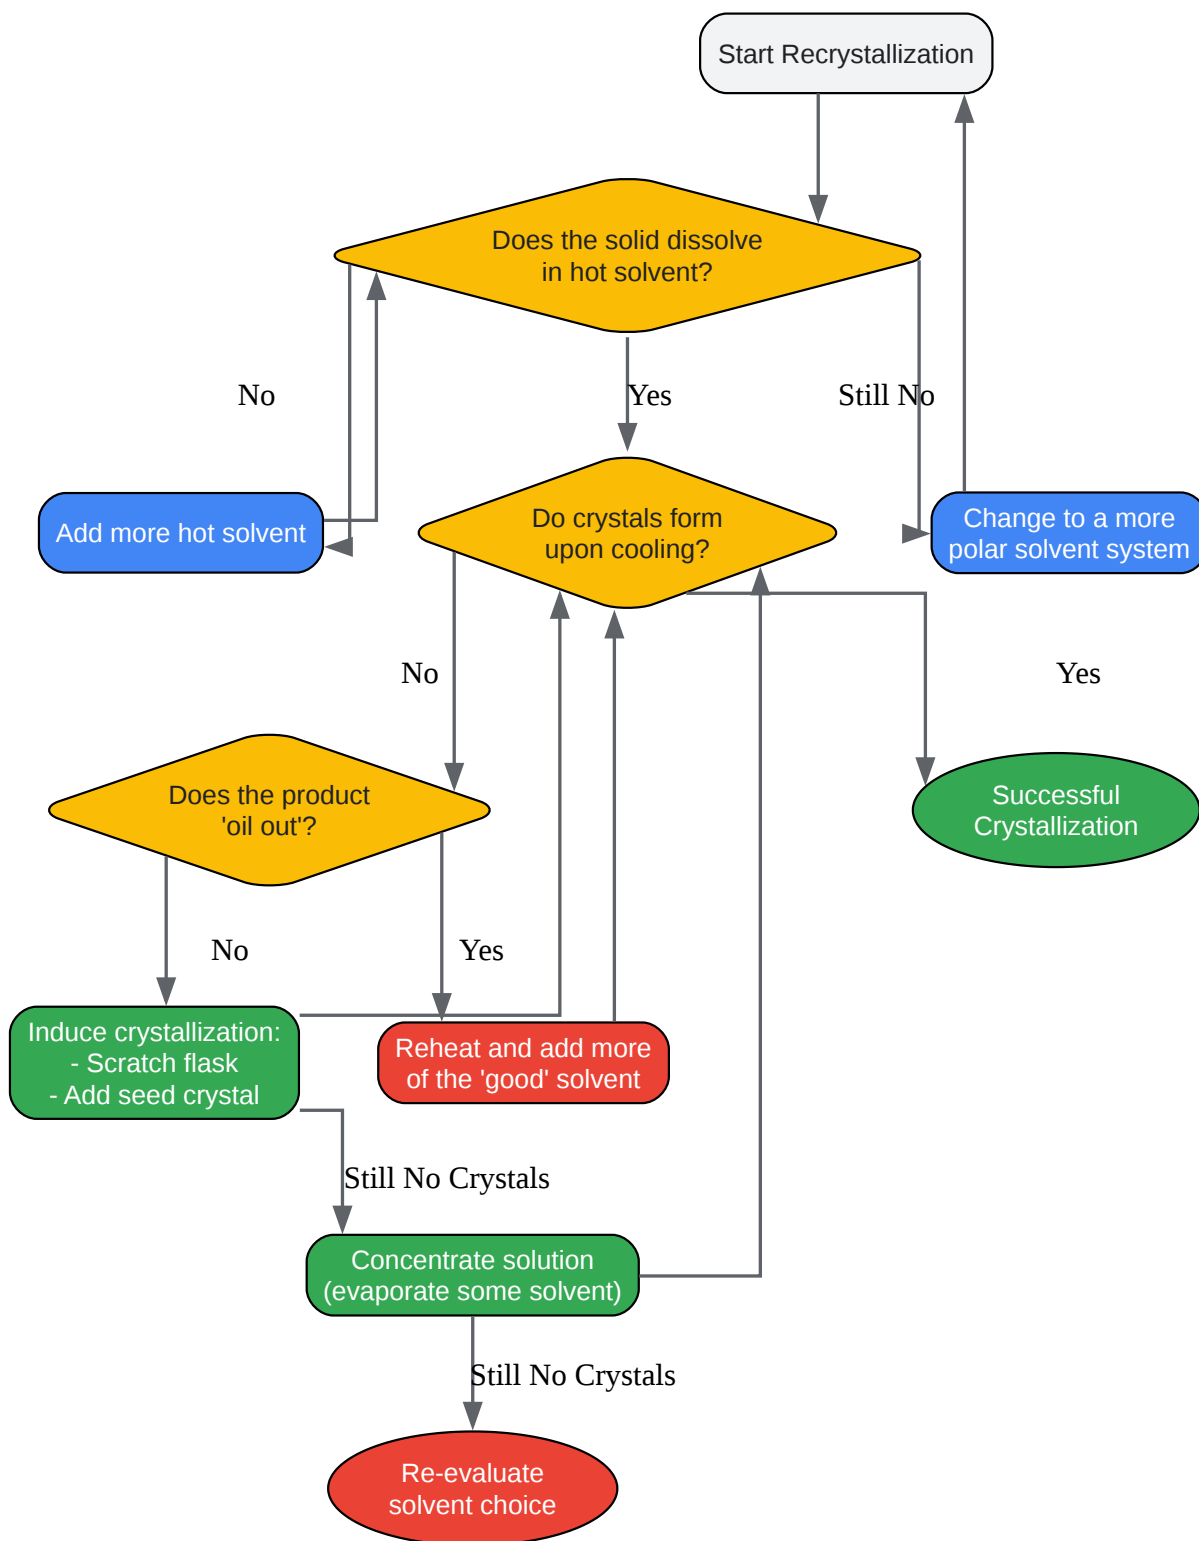 Start Recrystallization
Does the solid dissolve
in hot solvent?
No
Yes
Still No
Add more hot solvent
Do crystals form
upon cooling?
Change to a more
polar solvent system
No
Yes
Does the product
'oil out'?
Successful
Crystallization
No
Yes
Induce crystallization:
- Scratch flask
- Add seed crystal
Reheat and add more
of the 'good' solvent
Still No Crystals
Concentrate solution
(evaporate some solvent)
Still No Crystals
Re-evaluate
solvent choice